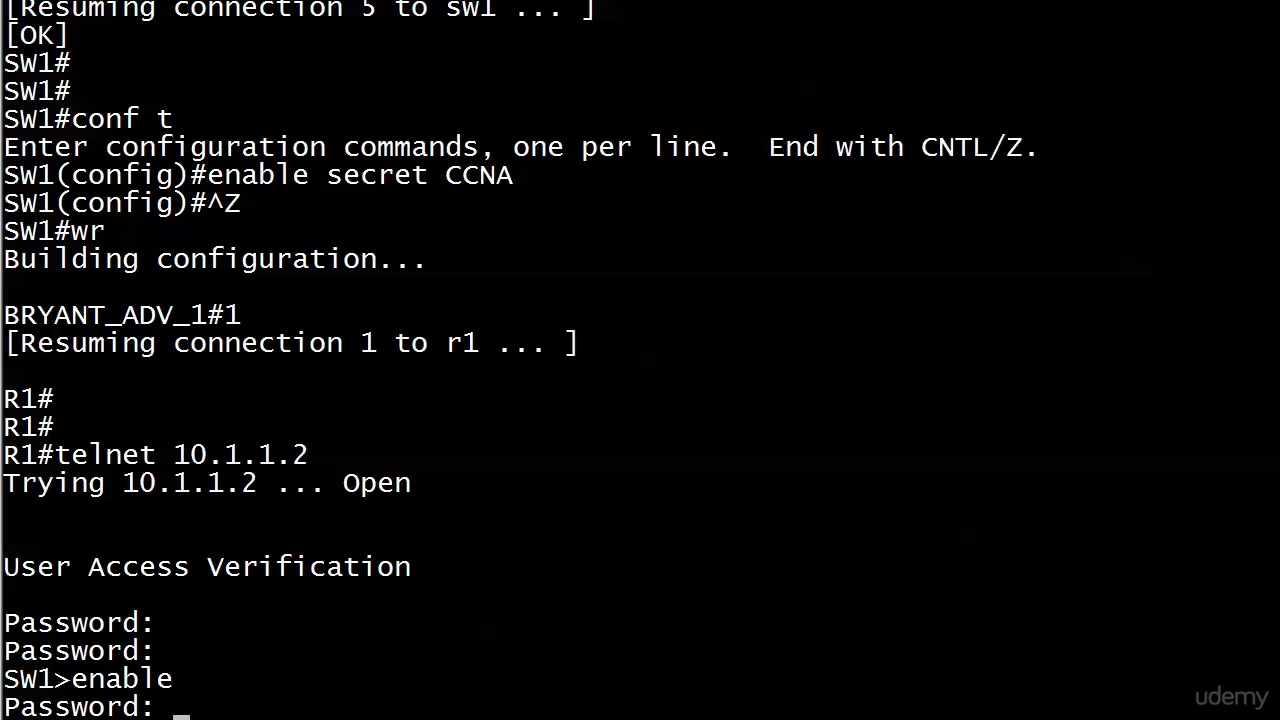 [Resuming connection 5 to sw1 ... ]
[OK]
SW1#
SW1#
SW1#conf t
Enter configuration commands, one per line.  End with CNTL/Z.
SW1(config)#enable secret CCNA
SW1(config)#^Z
SW1#wr
Building configuration...
BRYANT_ADV_1#1
[Resuming connection 1 to r1 ... ]
R1#
R1#
R1#telnet 10.1.1.2
Trying 10.1.1.2 ... Open
User Access Verification
Password:
Password:
SW1>enable
Password:
udemy